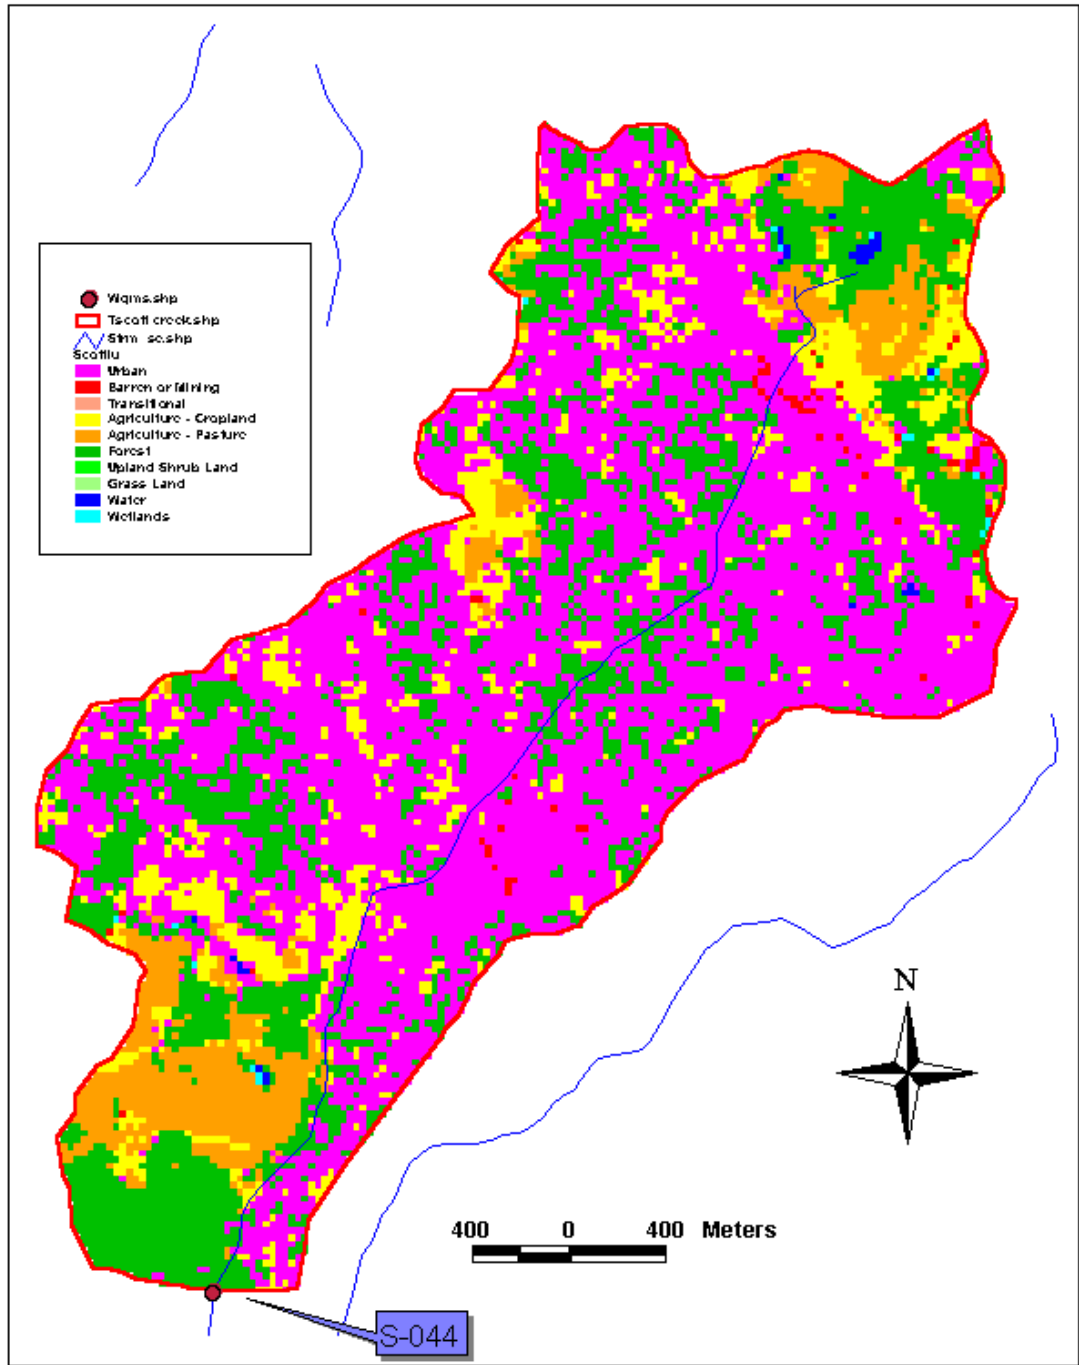 Wqms.shp
Tscott creek.shp
Strm_sc.shp
Scottlu
Urban
Barren or Mining
Transitional
Agriculture - Cropland
Agriculture - Pasture
Forest
Upland Shrub Land
Grass Land
Water
Wetlands
N
400 0 400 Meters
S-044